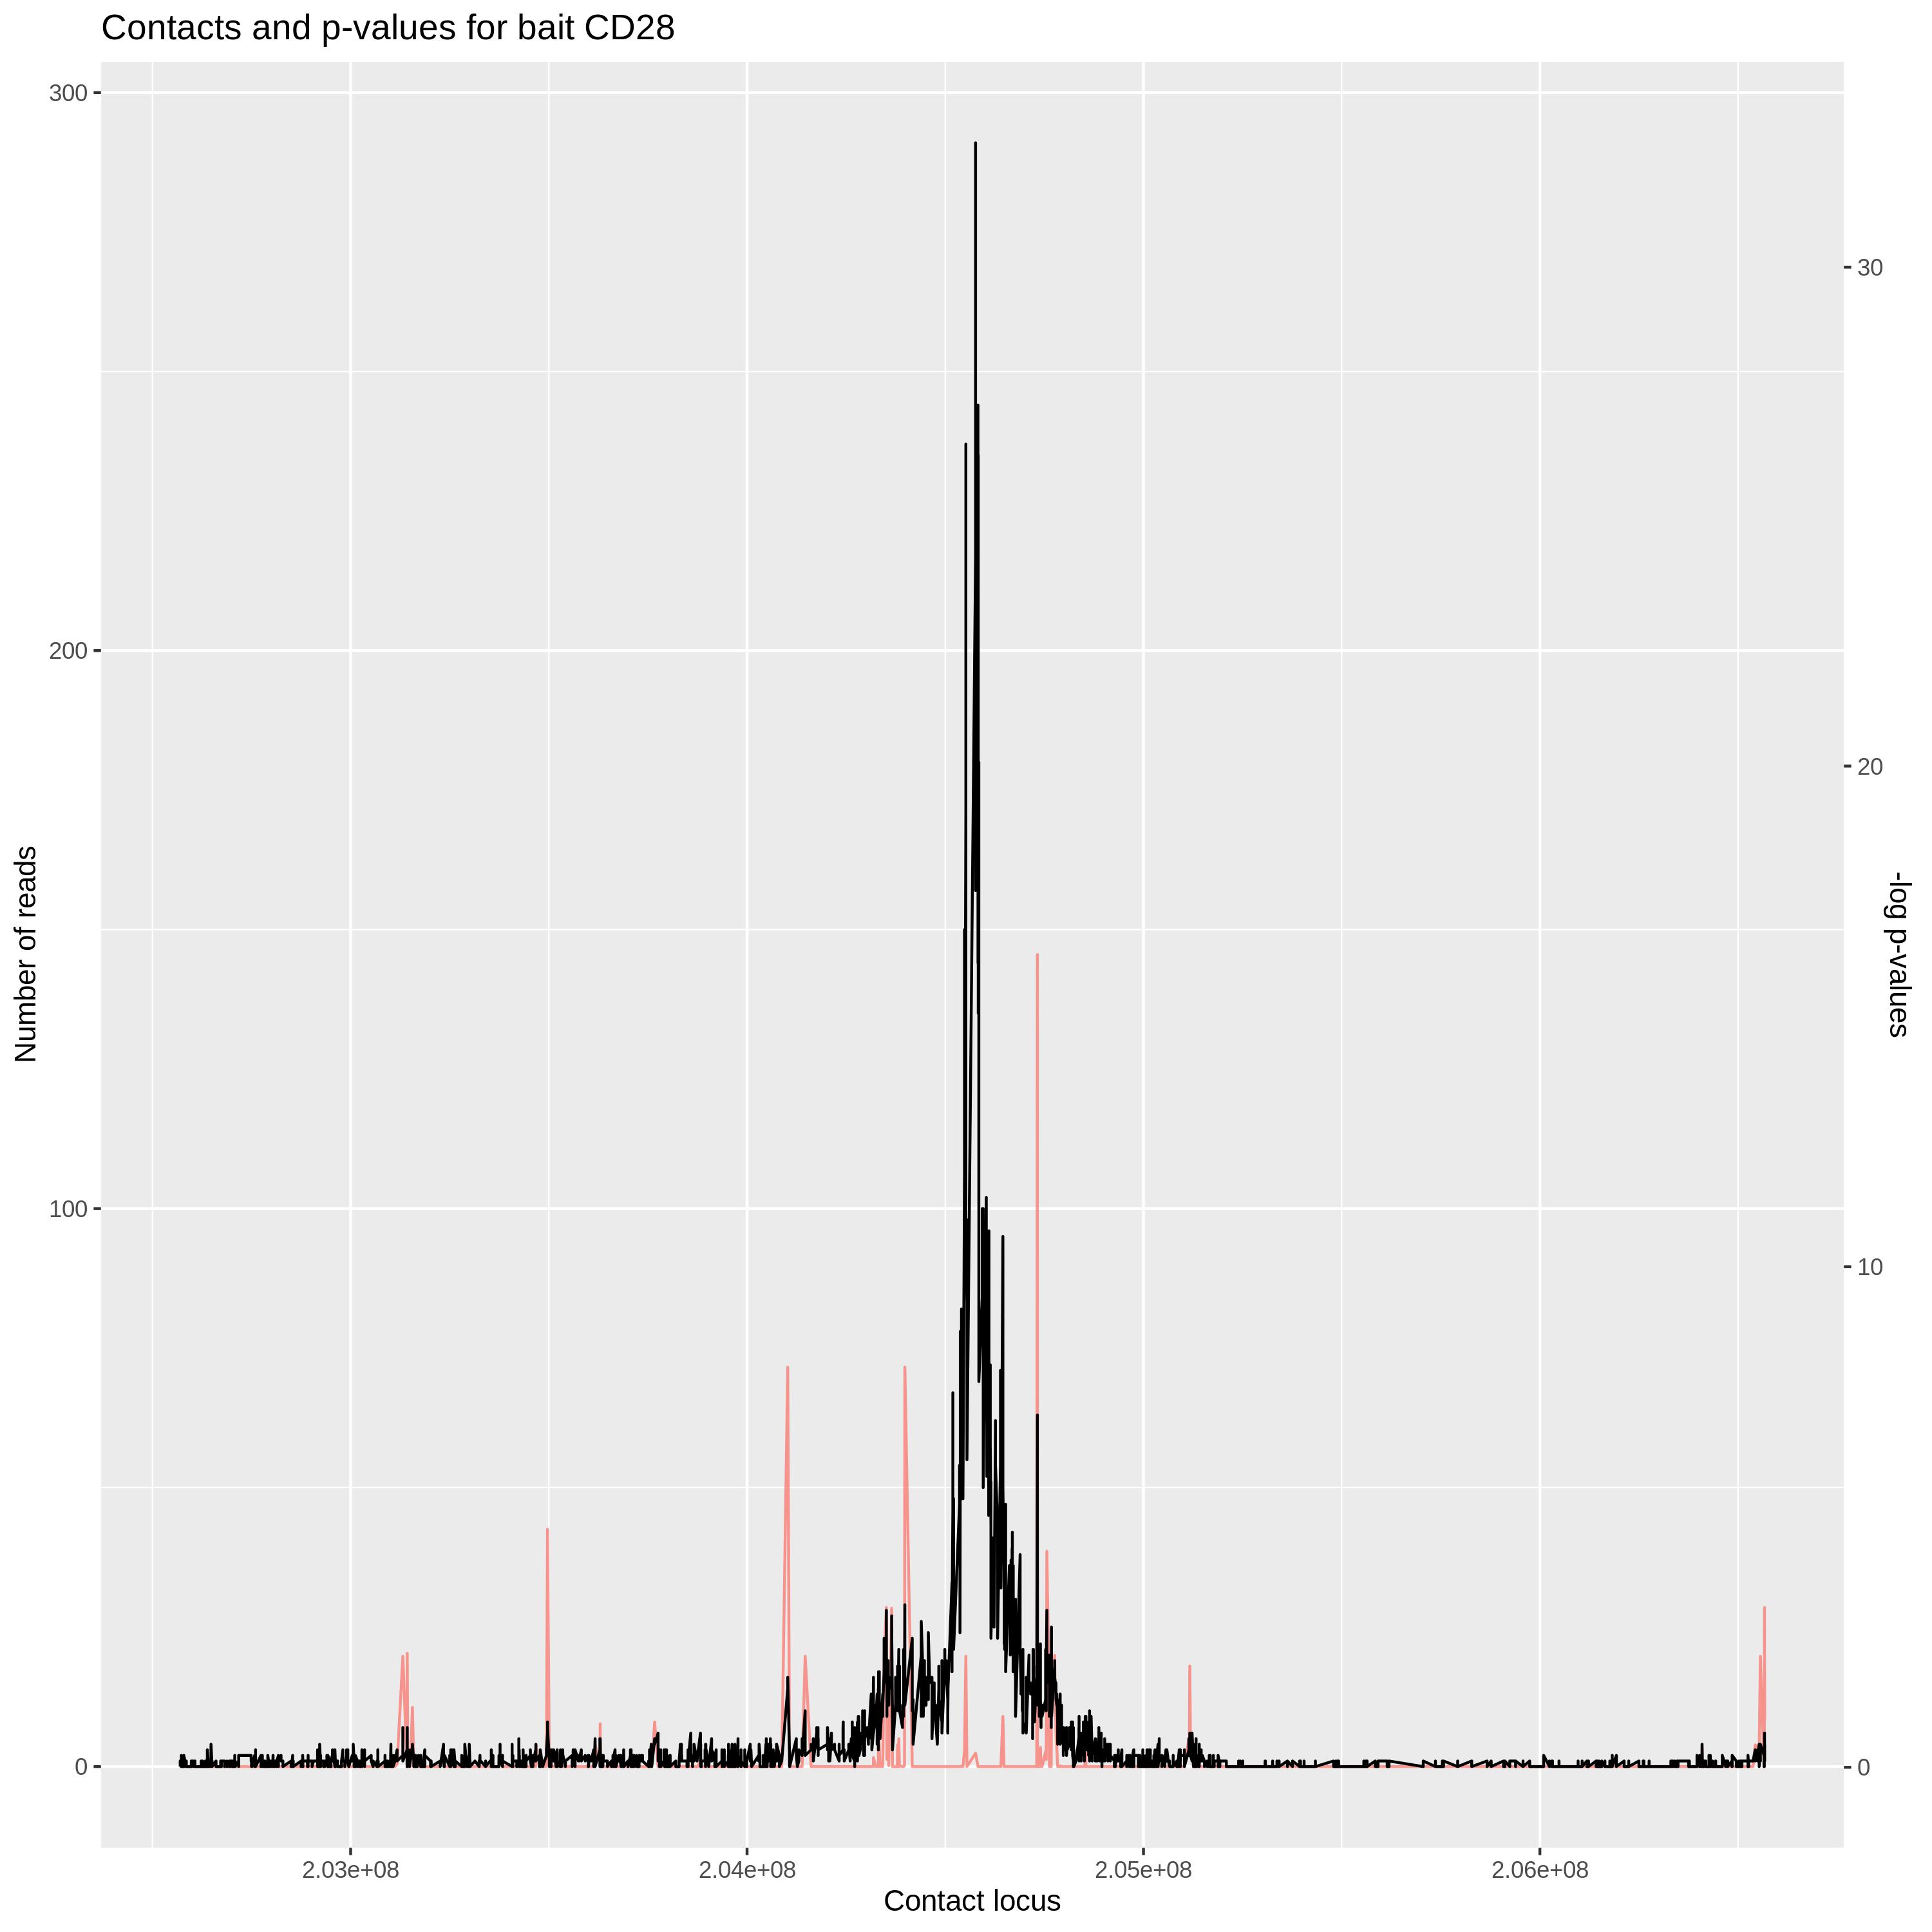 Contacts and p-values for bait CD28
300
200
100
0
Number of reads
30
20
10
0
-log p-values
2.03e+08 2.04e+08 2.05e+08 2.06e+08
Contact locus